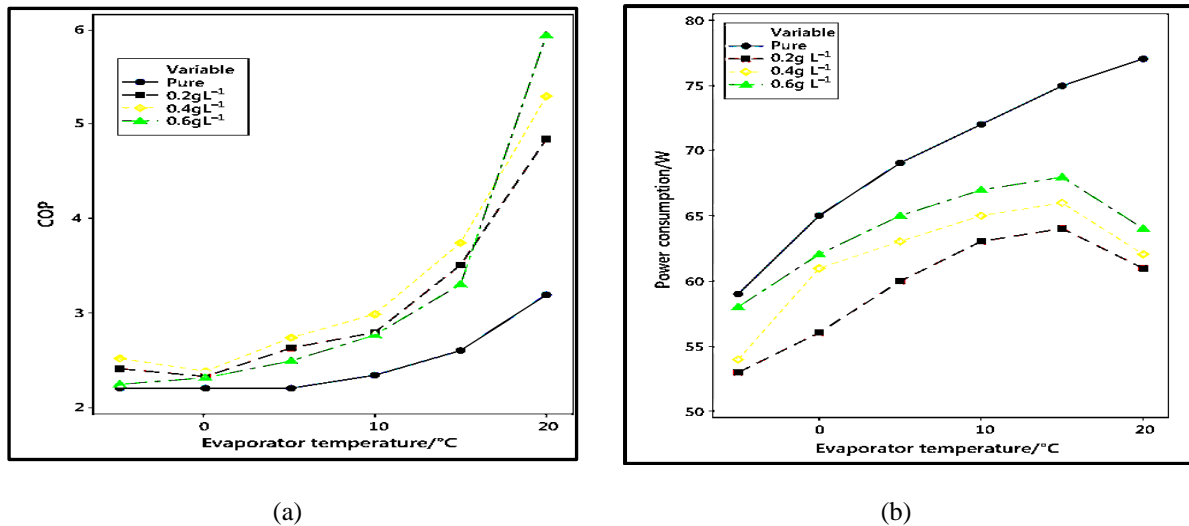 6
5
4
3
2
COP
Variable
Pure
0.2gL⁻¹
0.4gL⁻¹
0.6gL⁻¹
0
10
20
Evaporator temperature/°C
(a)
80
75
70
65
60
55
50
Power consumption/W
Variable
Pure
0.2g L⁻¹
0.4g L⁻¹
0.6g L⁻¹
0
10
20
Evaporator temperature/°C
(b)